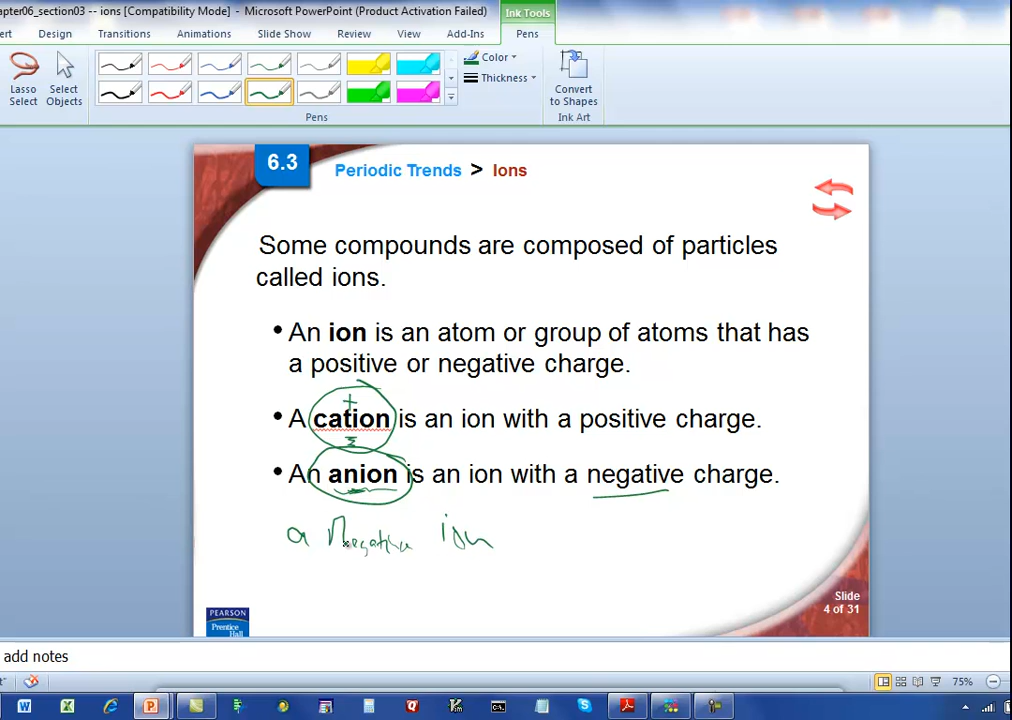 apter06_section03 -- ions [Compatibility Mode] - Microsoft PowerPoint (Product Activation Failed)
Ink Tools
ert Design Transitions Animations Slide Show Review View Add-Ins Pens
Lasso Select
Select Objects
Color
Thickness
Convert to Shapes
Pens
Ink Art
6.3 Periodic Trends > Ions
Some compounds are composed of particles
called ions.
• An ion is an atom or group of atoms that has
a positive or negative charge.
+
• A cation is an ion with a positive charge.
• An anion is an ion with a negative charge.
a negative ion
Slide
4 of 31
PEARSON
Prentice
Hall
add notes
75%